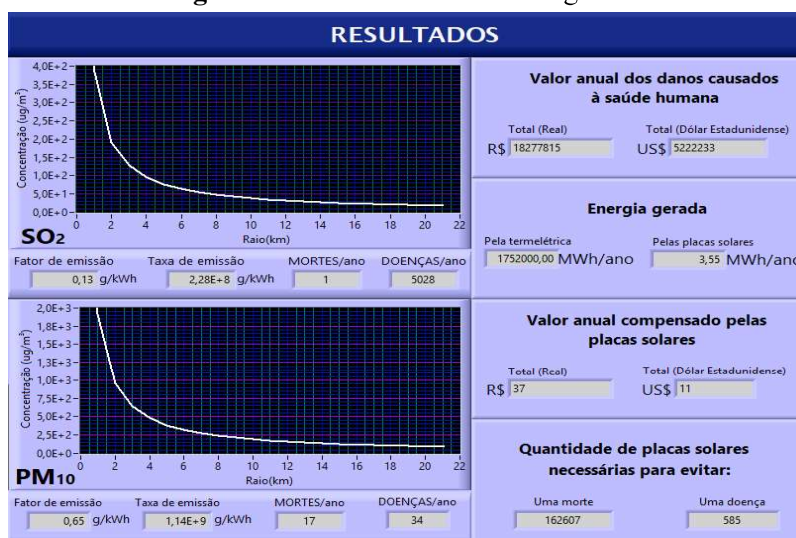 RESULTADOS
4,0E+2
3,5E+2
3,0E+2
2,5E+2
2,0E+2
1,5E+2
1,0E+2
5,0E+1
0,0E+0
Concentração (ug/m³)
0 2 4 6 8 10 12 14 16 18 20 22
Raio(km)
SO2
Fator de emissão Taxa de emissão MORTES/ano DOENÇAS/ano
0,13 g/kWh 2,28E+8 g/kWh 1 5028
2,0E+3
1,8E+3
1,5E+3
1,3E+3
1,0E+3
7,5E+2
5,0E+2
2,5E+2
0,0E+0
Concentração (ug/m³)
0 2 4 6 8 10 12 14 16 18 20 22
Raio(km)
PM10
Fator de emissão Taxa de emissão MORTES/ano DOENÇAS/ano
0,65 g/kWh 1,14E+9 g/kWh 17 34
Valor anual dos danos causados
à saúde humana
Total (Real) Total (Dólar Estadunidense)
R$ 18277815 US$ 5222233
Energia gerada
Pela termelétrica Pelas placas solares
1752000,00 MWh/ano 3,55 MWh/ano
Valor anual compensado pelas
placas solares
Total (Real) Total (Dólar Estadunidense)
R$ 37 US$ 11
Quantidade de placas solares
necessárias para evitar:
Uma morte Uma doença
162607 585